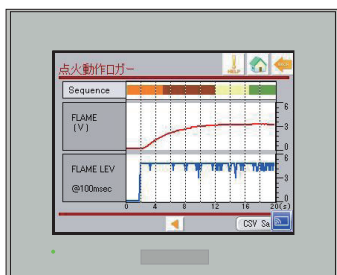 点火動作ロガー
Sequence
FLAME
(V)
6
3
0
FLAME LEV
@100msec
6
3
0
0 4 8 12 16 20(s)
CSV Sa